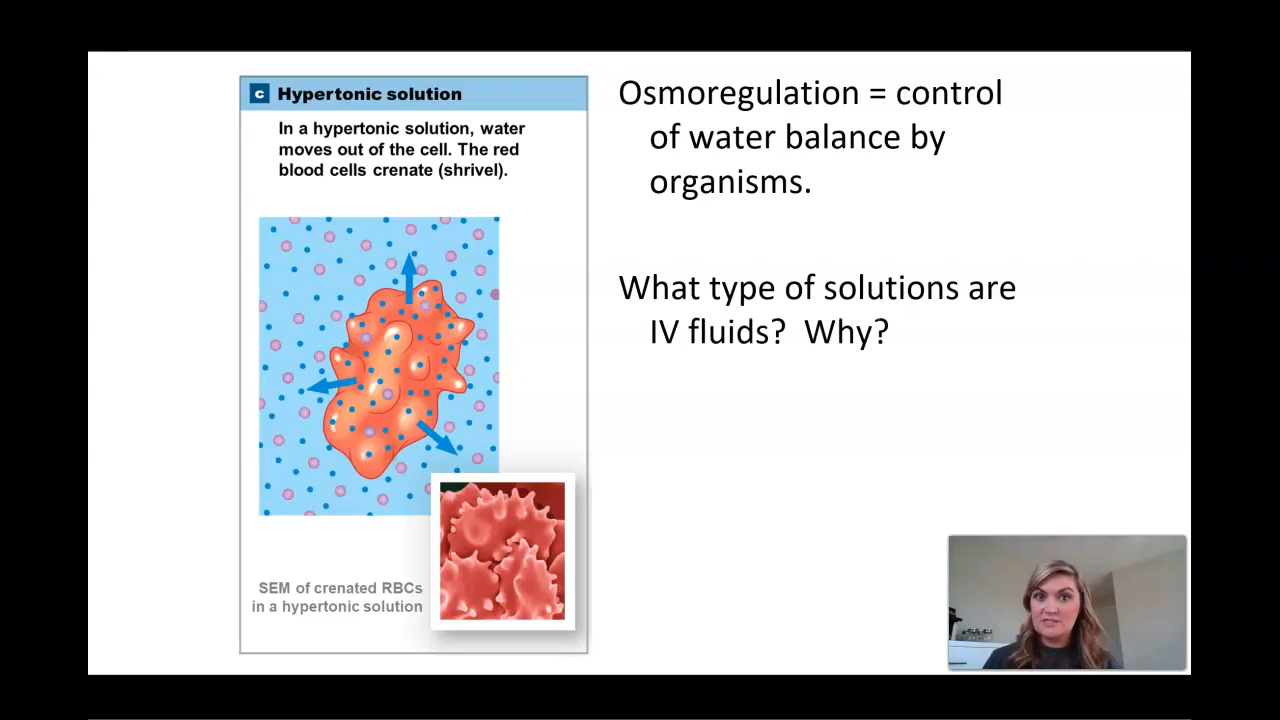 c Hypertonic solution
In a hypertonic solution, water
moves out of the cell. The red
blood cells crenate (shrivel).
SEM of crenated RBCs
in a hypertonic solution
Osmoregulation = control
of water balance by
organisms.
What type of solutions are
IV fluids? Why?